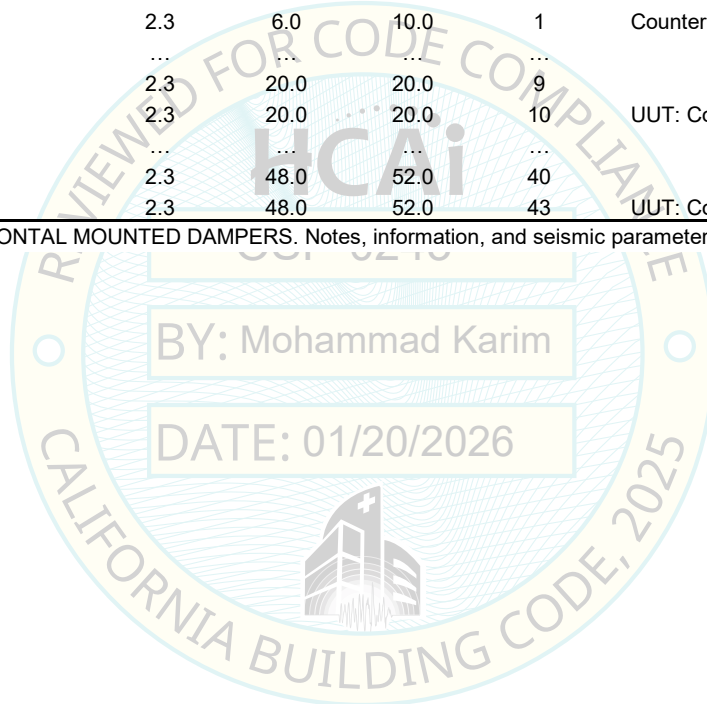 2.3 6.0 10.0 1 Counter
… … … …
2.3 20.0 20.0 9
2.3 20.0 20.0 10 UUT: Co
… … … …
2.3 48.0 52.0 40
2.3 48.0 52.0 43 UUT: Co
ONTAL MOUNTED DAMPERS. Notes, information, and seismic parameter
REVIEWED FOR CODE COMPLIANCE
HCAi
BY: Mohammad Karim
DATE: 01/20/2026
CALIFORNIA BUILDING CODE, 2025